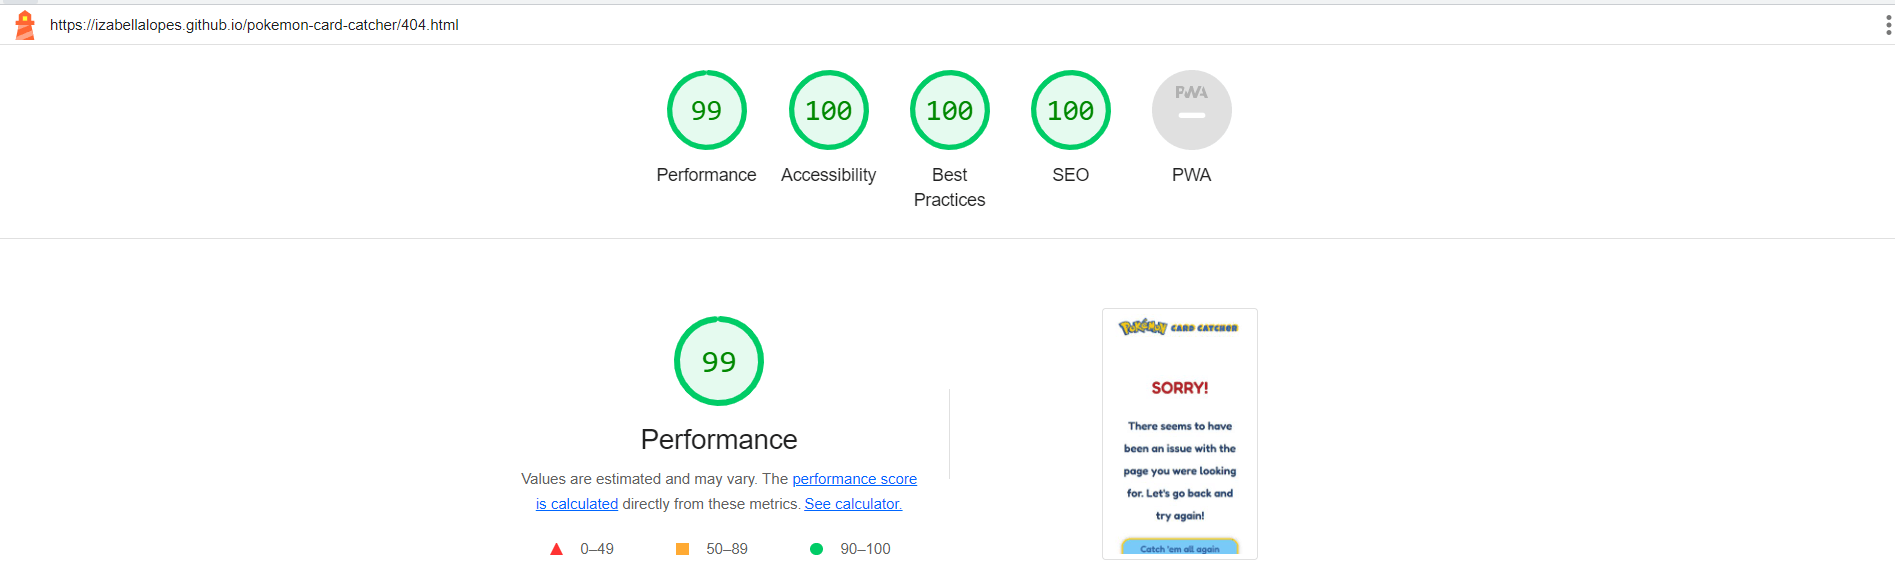 https://izabellalopes.github.io/pokemon-card-catcher/404.html
99
100
100
100
PWA
Performance
Accessibility
Best
Practices
SEO
PWA
99
Performance
Values are estimated and may vary. The performance score
is calculated directly from these metrics. See calculator.
0–49
50–89
90–100
POKÉMON CARD CATCHER
SORRY!
There seems to have
been an issue with the
page you were looking
for. Let's go back and
try again!
Catch 'em all again